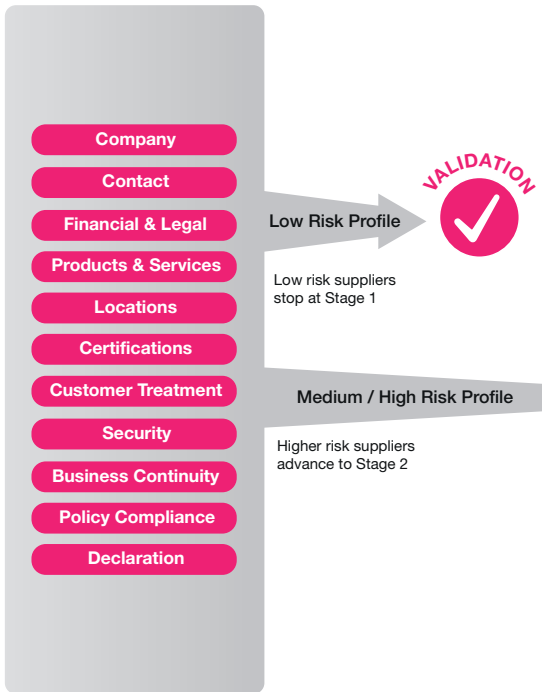 Company
Contact
Financial & Legal
Products & Services
Locations
Certifications
Customer Treatment
Security
Business Continuity
Policy Compliance
Declaration
Low Risk Profile
VALIDATION
Low risk suppliers
stop at Stage 1
Medium / High Risk Profile
Higher risk suppliers
advance to Stage 2